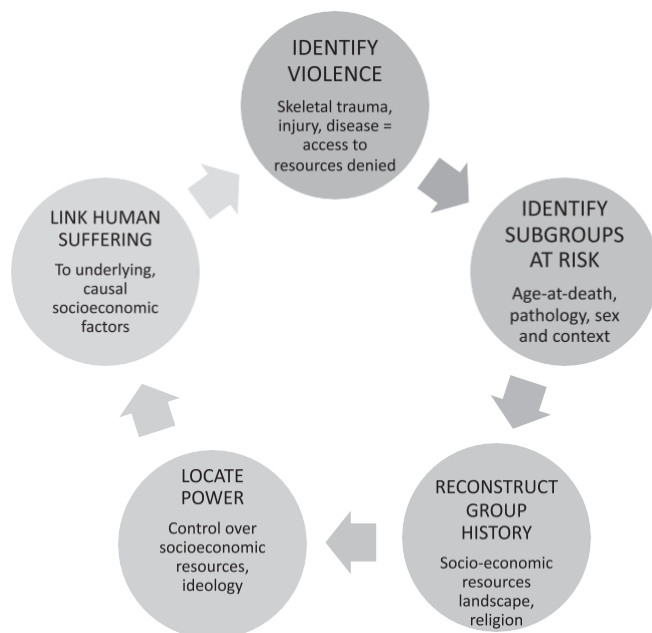 IDENTIFY
VIOLENCE
Skeletal trauma,
injury, disease =
access to
resources denied
IDENTIFY
SUBGROUPS
AT RISK
Age-at-death,
pathology, sex
and context
RECONSTRUCT
GROUP
HISTORY
Socio-economic
resources
landscape,
religion
LOCATE
POWER
Control over
socioeconomic
resources,
ideology
LINK HUMAN
SUFFERING
To underlying,
causal
socioeconomic
factors